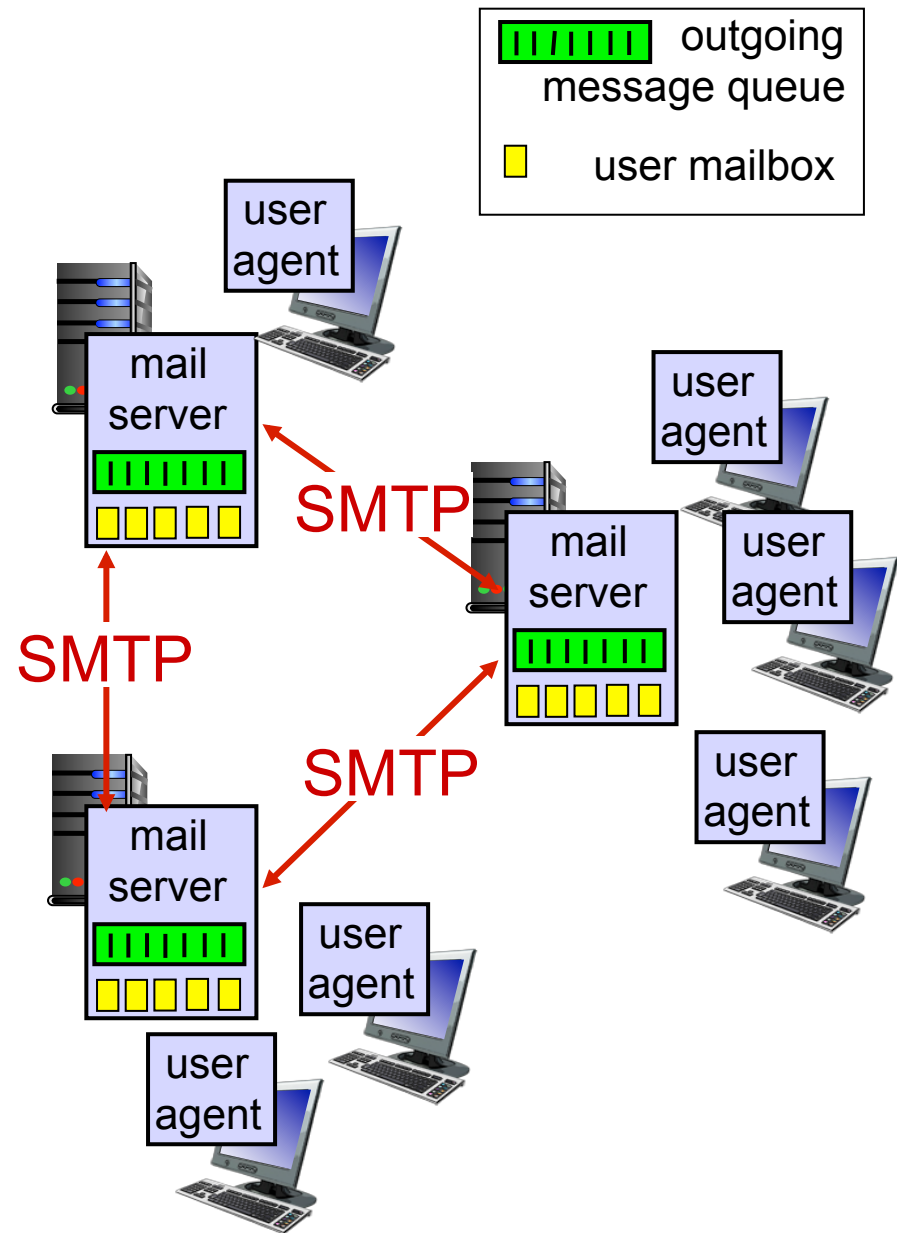 outgoing
message queue
user mailbox
user
agent
mail
server
user
agent
SMTP
mail
server
user
agent
SMTP
SMTP
user
agent
mail
server
user
agent
user
agent